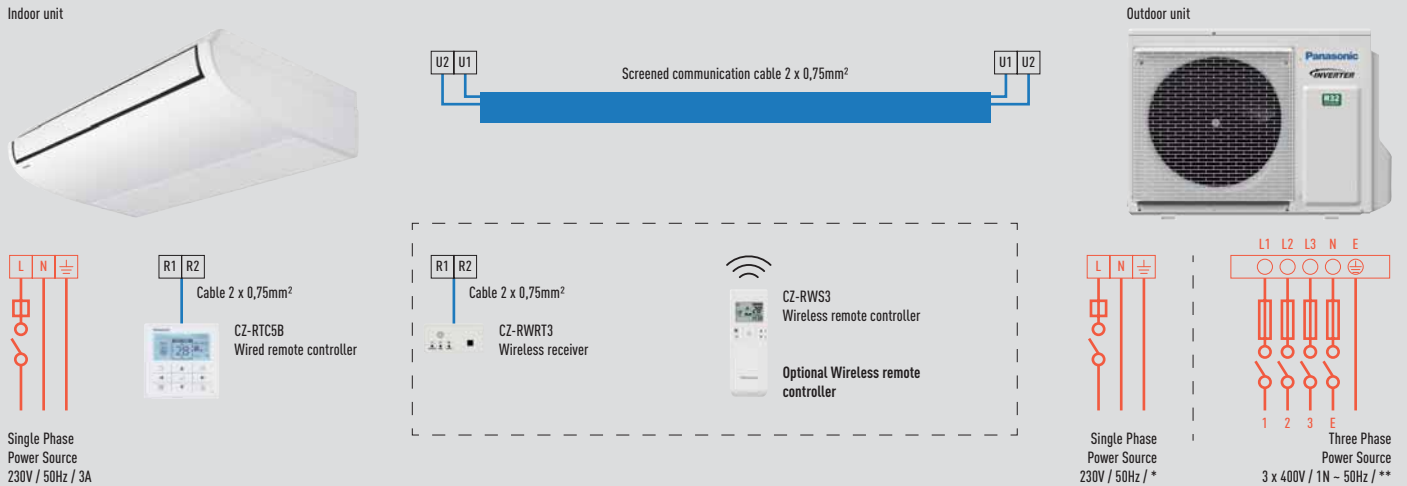 Indoor unit
Outdoor unit
U2 U1
Screened communication cable 2 x 0,75mm²
U1 U2
Panasonic
INVERTER
R32
L N
R1 R2
Cable 2 x 0,75mm²
CZ-RTC5B
Wired remote controller
R1 R2
Cable 2 x 0,75mm²
CZ-RWRT3
Wireless receiver
CZ-RWS3
Wireless remote controller
Optional Wireless remote
controller
L N
L1 L2 L3 N E
1 2 3 E
Single Phase
Power Source
230V / 50Hz / 3A
Single Phase
Power Source
230V / 50Hz / *
Three Phase
Power Source
3 x 400V / 1N ~ 50Hz / **